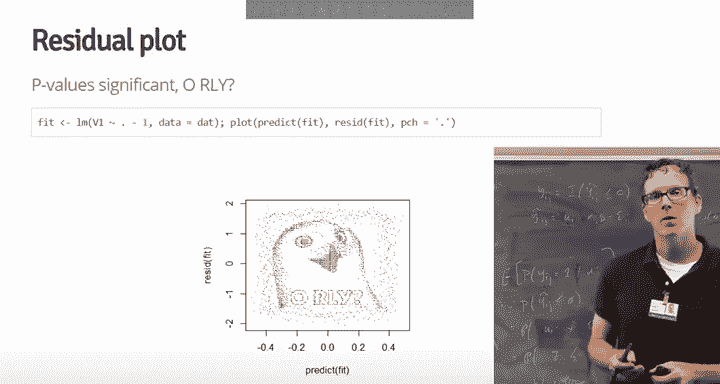 Residual plot
P-values significant, O RLY?
fit <- lm(V1 ~ . - 1, data = dat); plot(predict(fit), resid(fit), pch = '.')
resid(fit)
2
1
0
-1
-2
O RLY?
-0.4 -0.2 0.0 0.2 0.4
predict(fit)